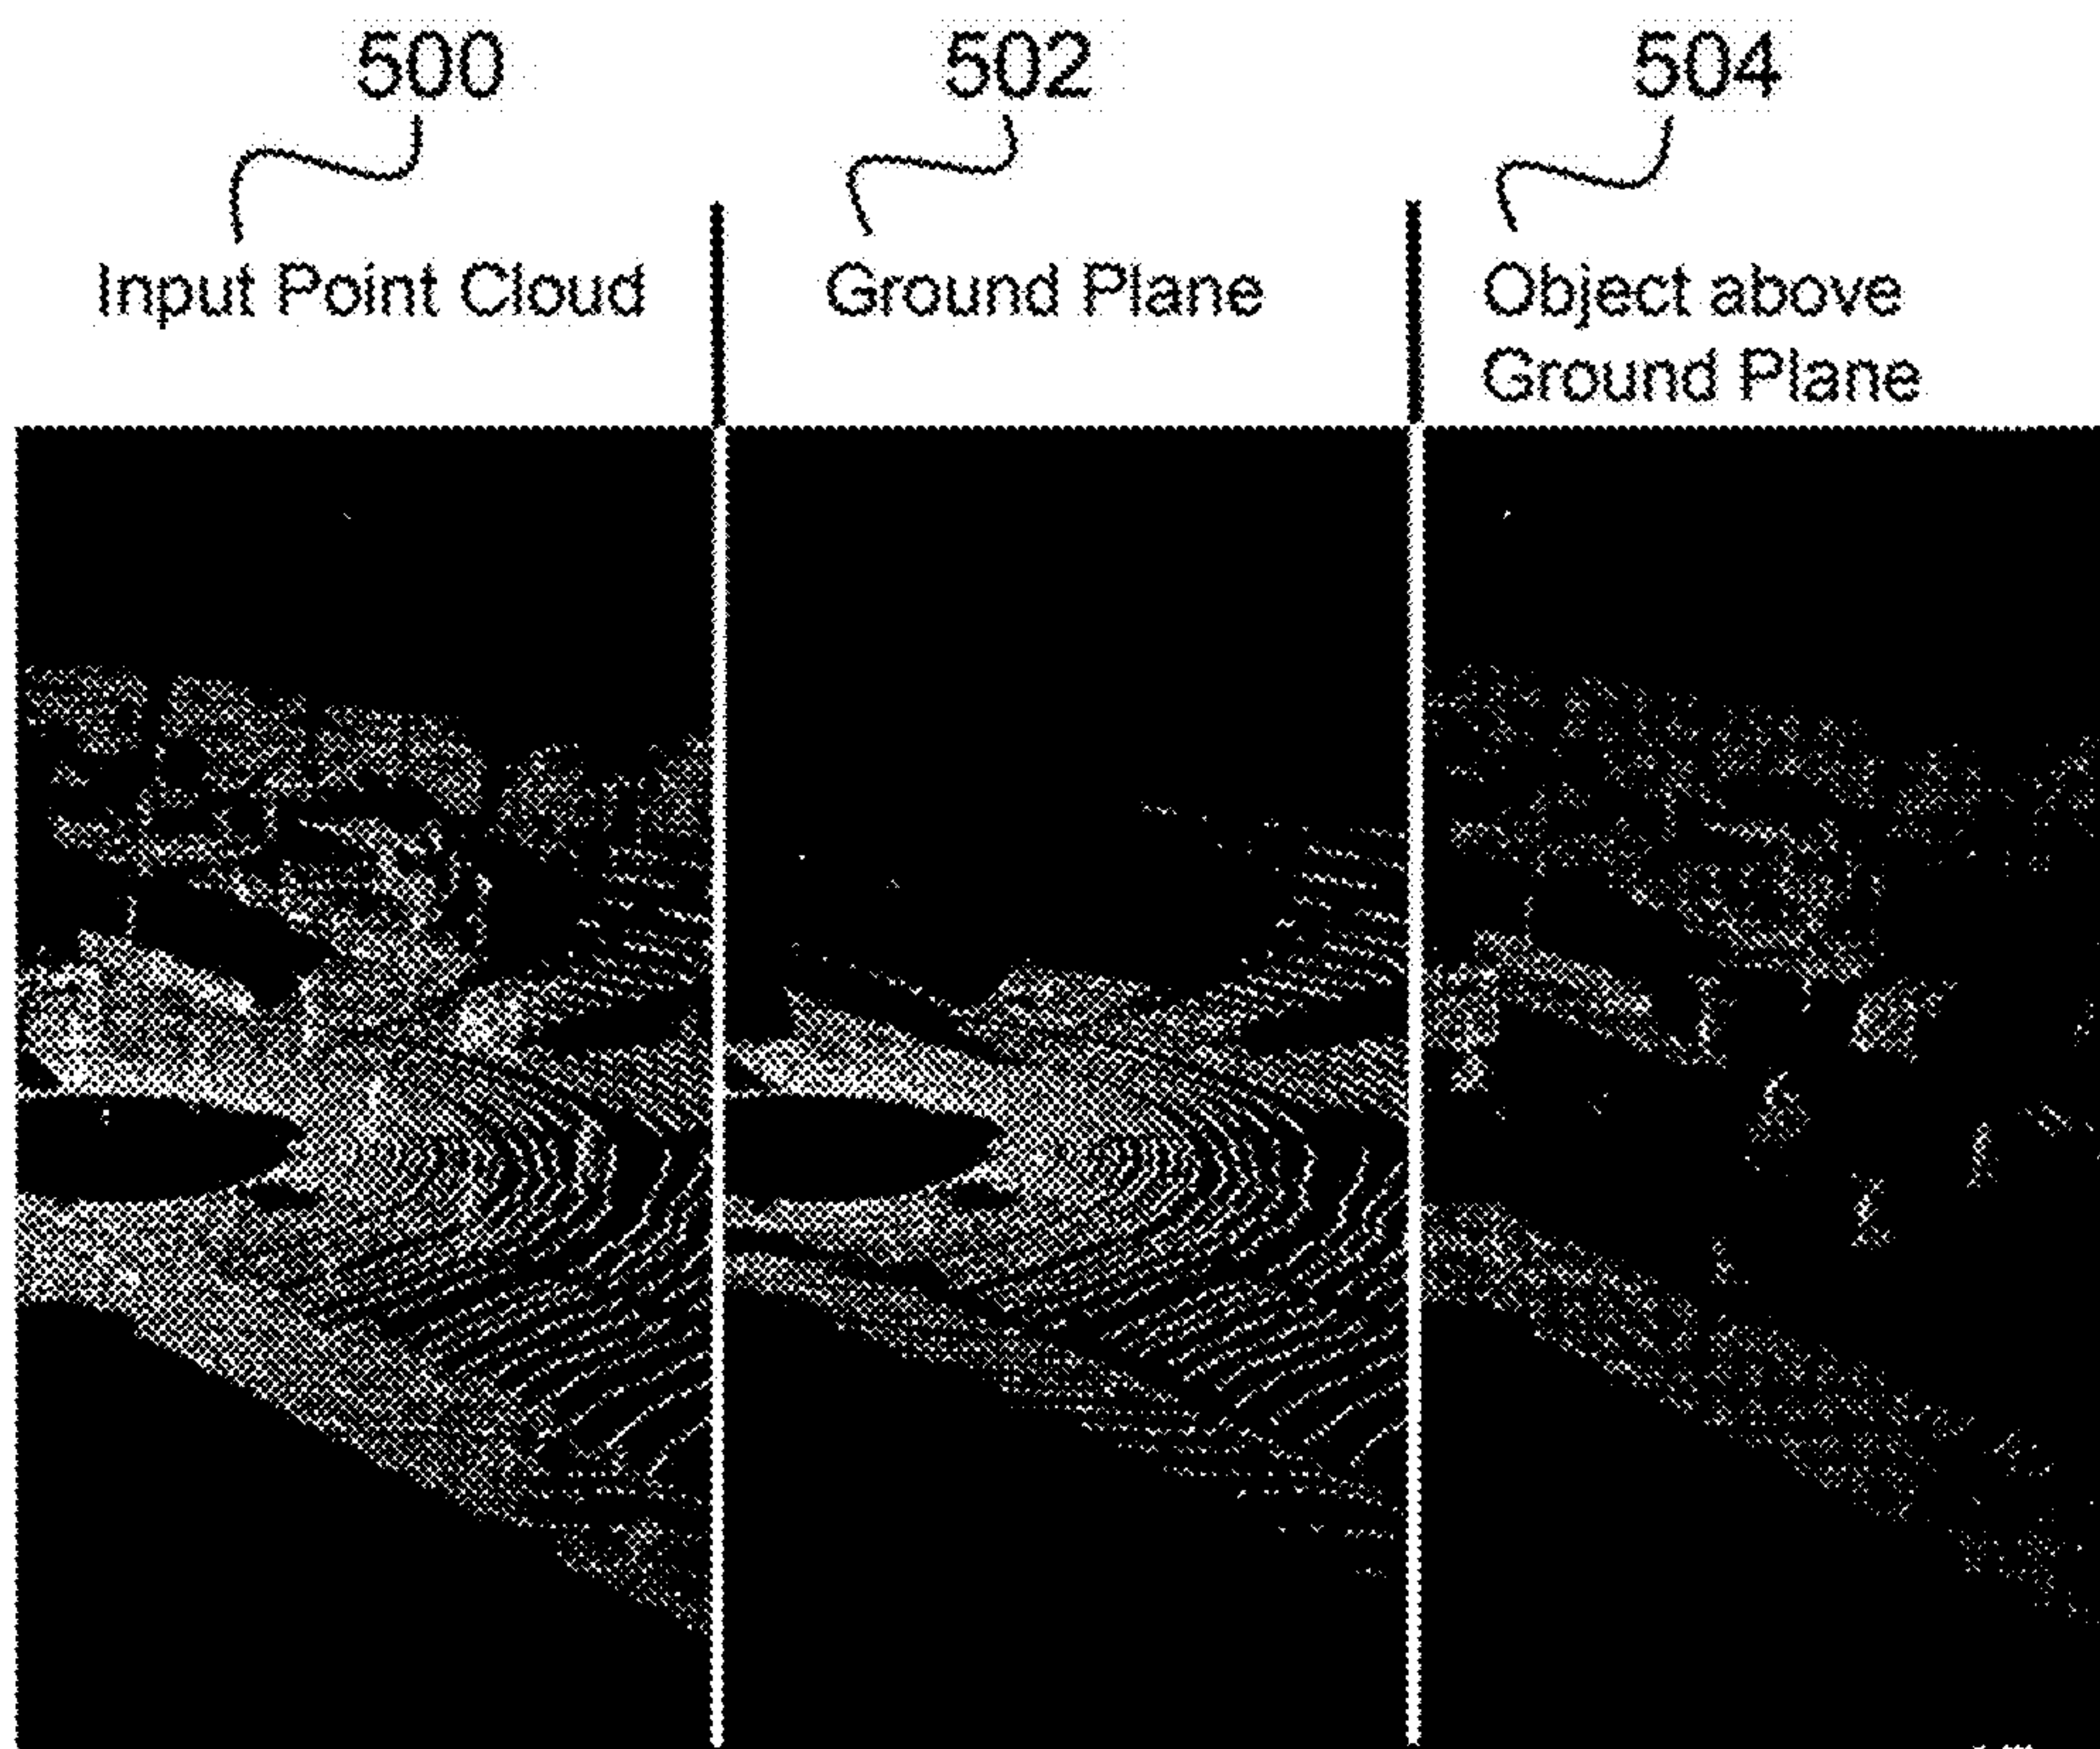 500
502
504
Input Point Cloud
Ground Plane
Object above
Ground Plane